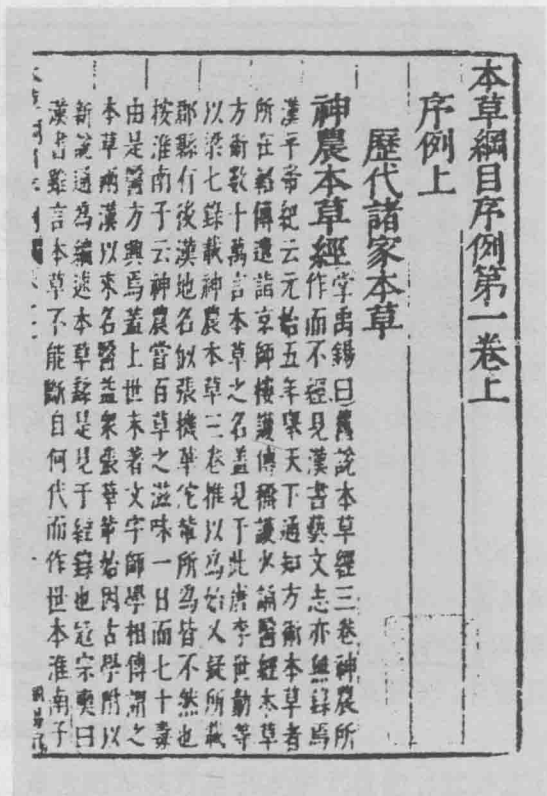 本草綱目序例第一卷上
序例上
歷代諸家本草
神農本草經 掌禹錫曰舊說本草經三卷神農所
作而不經見漢書藝文志亦無錄焉
漢平帝紀云元始五年舉天下通知方術本草者
所在軺傳遣詣京師樓護傳稱護少誦醫經本草
方術數十萬言本草之名蓋見于此唐李世勣等
以梁七錄載神農本草三卷推以為始又疑所載
郡縣有後漢地名似張機華佗輩所為皆不然也
按淮南子云神農嘗百草之滋味一日而七十毒
由是醫方興焉蓋上世未著文字師學相傳謂之
本草兩漢以來名醫益眾張華輩始因古學附以
新說通為編述本草繇是見于經錄也寇宗奭曰
漢書雖言本草不能斷自何代而作世本淮南子